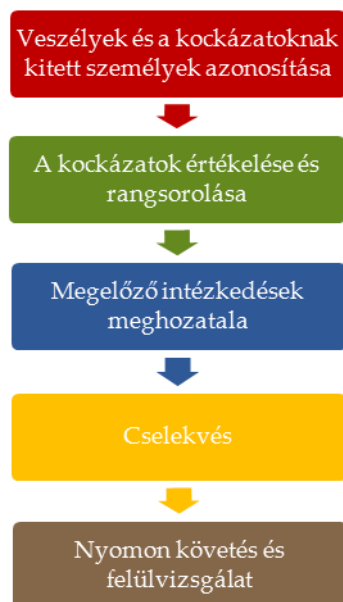 Veszélyek és a kockázatoknak
kitett személyek azonosítása
A kockázatok értékelése és
rangsorolása
Megelőző intézkedések
meghozatala
Cselekvés
Nyomon követés és
felülvizsgálat